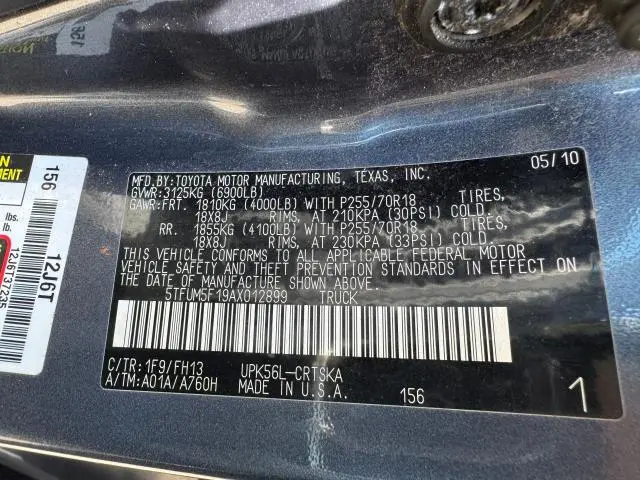 MFD.BY:TOYOTA MOTOR MANUFACTURING, TEXAS, INC. 05/10
GVWR:3125KG (6900LB)
GAWR:FRT. 1810KG (4000LB) WITH P255/70R18 TIRES,
18X8J RIMS, AT 210KPA (30PSI) COLD.
RR. 1855KG (4100LB) WITH P255/70R18 TIRES,
18X8J RIMS, AT 230KPA (33PSI) COLD.
THIS VEHICLE CONFORMS TO ALL APPLICABLE FEDERAL MOTOR
VEHICLE SAFETY AND THEFT PREVENTION STANDARDS IN EFFECT ON
THE DATE OF MANUFACTURE SHOWN ABOVE.
5TFUM5F19AX012899 TRUCK
C/TR:1F9/FH13 UPK56L-CRTSKA
A/TM:A01A/A760H MADE IN U.S.A. 156 1
156 1216T
1216T37235
lbs.
lbs.